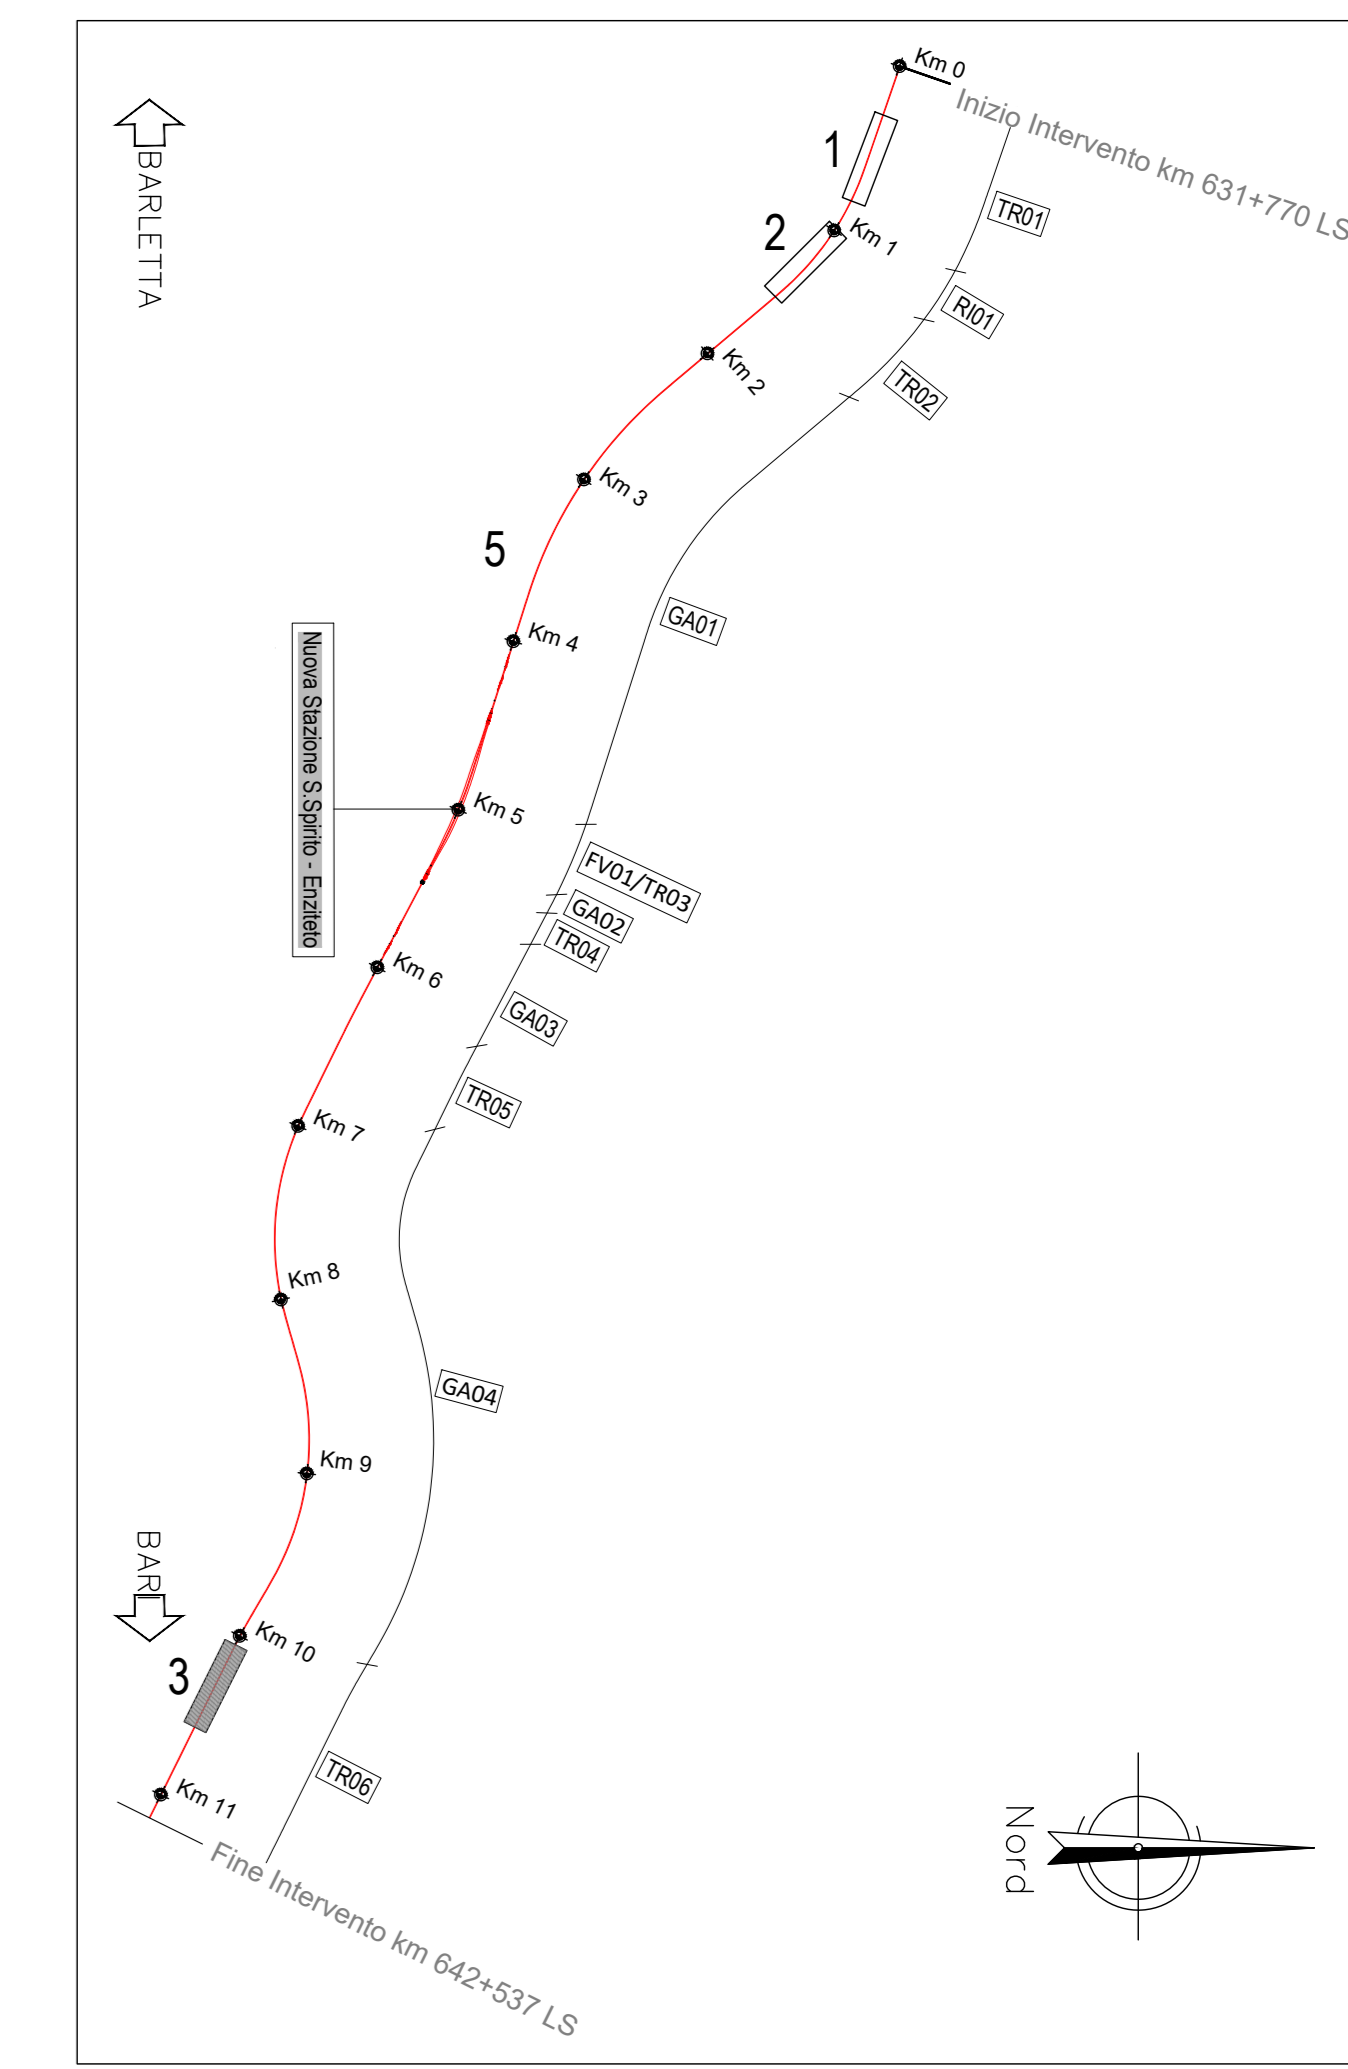 Km 0
Inizio Intervento km 631+770 LS
1
BARLETTA
TR01
2
Km 1
RI01
Km 2
TR02
Km 3
5
GA01
Km 4
Nuova Stazione S.Spirito - Enziteto
Km 5
FV01/TR03
GA02
TR04
Km 6
GA03
TR05
Km 7
Km 8
GA04
Km 9
BARI
Km 10
3
TR06
Km 11
Fine Intervento km 642+537 LS
Nord